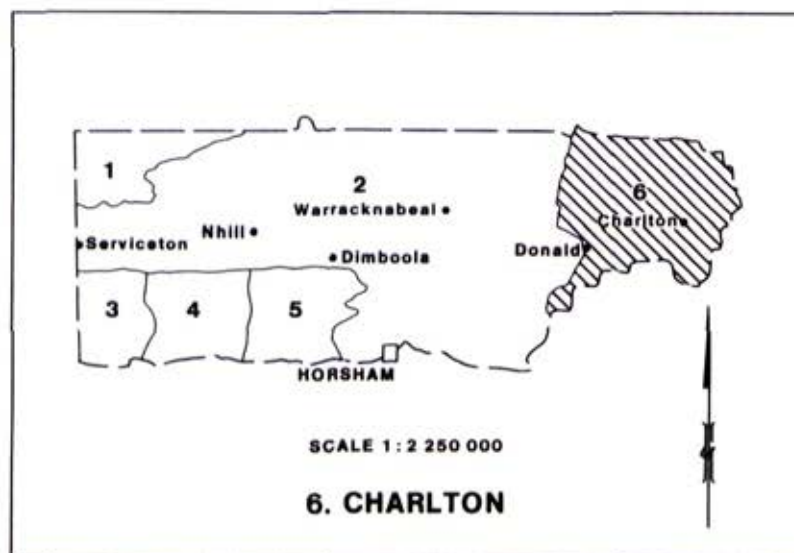 1
2
6
Warracknabeal
Charlton
Nhill
Serviceton
Donald
Dimboola
3
4
5
HORSHAM
SCALE 1:2 250 000
6. CHARLTON